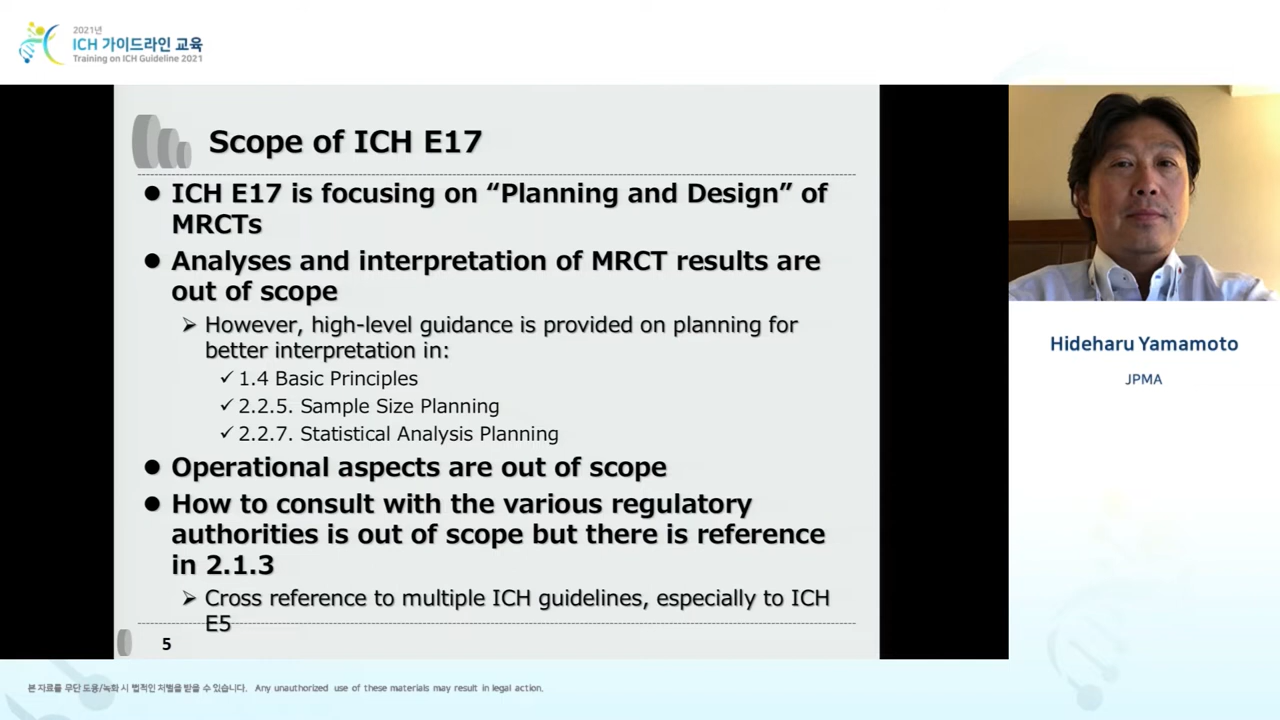 2021년
ICH 가이드라인 교육
Training on ICH Guideline 2021
Scope of ICH E17
● ICH E17 is focusing on “Planning and Design” of
MRCTs
● Analyses and interpretation of MRCT results are
out of scope
➢ However, high-level guidance is provided on planning for
better interpretation in:
✓ 1.4 Basic Principles
✓ 2.2.5. Sample Size Planning
✓ 2.2.7. Statistical Analysis Planning
● Operational aspects are out of scope
● How to consult with the various regulatory
authorities is out of scope but there is reference
in 2.1.3
➢ Cross reference to multiple ICH guidelines, especially to ICH
E5
5
Hideharu Yamamoto
JPMA
본 자료를 무단 도용/녹화 시 법적인 처벌을 받을 수 있습니다. Any unauthorized use of these materials may result in legal action.